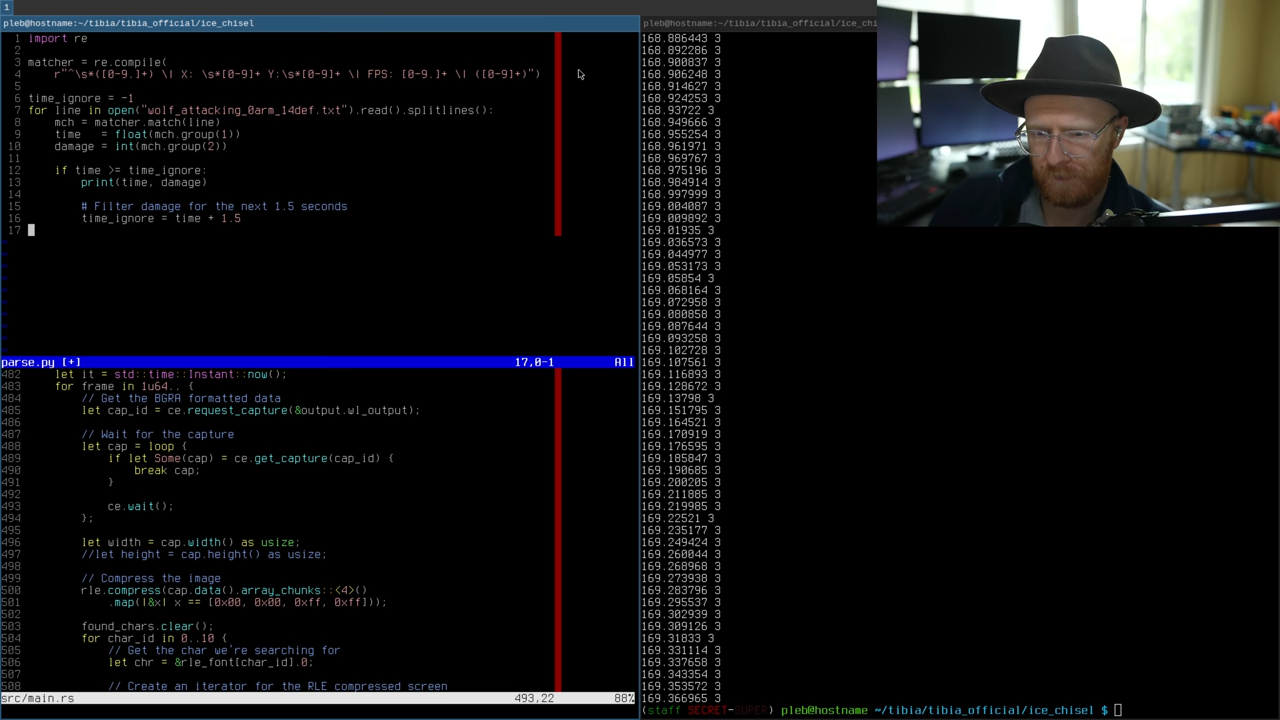 1
pleb@hostname:~/tibia/tibia_official/ice_chisel
1 import re
2
3 matcher = re.compile(
4     r"^\s*([0-9.]+) \| X: \s*[0-9]+ Y:\s*[0-9]+ \| FPS: [0-9.]+ \| ([0-9]+)")
5
6 time_ignore = -1
7 for line in open("wolf_attacking_0arm_14def.txt").read().splitlines():
8     mch = matcher.match(line)
9     time   = float(mch.group(1))
10     damage = int(mch.group(2))
11
12     if time >= time_ignore:
13         print(time, damage)
14
15         # Filter damage for the next 1.5 seconds
16         time_ignore = time + 1.5
17
~
~
~
~
~
~
~
~
~
~
parse.py [+] 17,0-1 All
482     let it = std::time::Instant::now();
483     for frame in 1u64.. {
484         // Get the BGRA formatted data
485         let cap_id = ce.request_capture(&output.wl_output);
486
487         // Wait for the capture
488         let cap = loop {
489             if let Some(cap) = ce.get_capture(cap_id) {
490                 break cap;
491             }
492
493             ce.wait();
494         };
495
496         let width = cap.width() as usize;
497         //let height = cap.height() as usize;
498
499         // Compress the image
500         rle.compress(cap.data().array_chunks::<4>()
501             .map(|&x| x == [0x00, 0x00, 0xff, 0xff]));
502
503         found_chars.clear();
504         for char_id in 0..10 {
505             // Get the char we're searching for
506             let chr = &rle_font[char_id].0;
507
508             // Create an iterator for the RLE compressed screen
src/main.rs 493,22 88%
pleb@hostname:~/tibia/tibia_official/ice_chi
168.886443 3
168.892286 3
168.900837 3
168.906248 3
168.914627 3
168.924253 3
168.93722 3
168.949666 3
168.955254 3
168.961971 3
168.969767 3
168.975196 3
168.984914 3
168.997999 3
169.004087 3
169.009892 3
169.01935 3
169.036573 3
169.044977 3
169.053173 3
169.05854 3
169.068164 3
169.072958 3
169.080858 3
169.087644 3
169.093258 3
169.102728 3
169.107561 3
169.116893 3
169.128672 3
169.13798 3
169.151795 3
169.164521 3
169.170919 3
169.176595 3
169.185847 3
169.190685 3
169.200205 3
169.211885 3
169.219985 3
169.22521 3
169.235177 3
169.249424 3
169.260044 3
169.268968 3
169.273938 3
169.283796 3
169.295537 3
169.302939 3
169.309126 3
169.31833 3
169.331114 3
169.337658 3
169.343354 3
169.353572 3
169.366965 3
(staff SECRET-SUPER) pleb@hostname ~/tibia/tibia_official/ice_chisel $